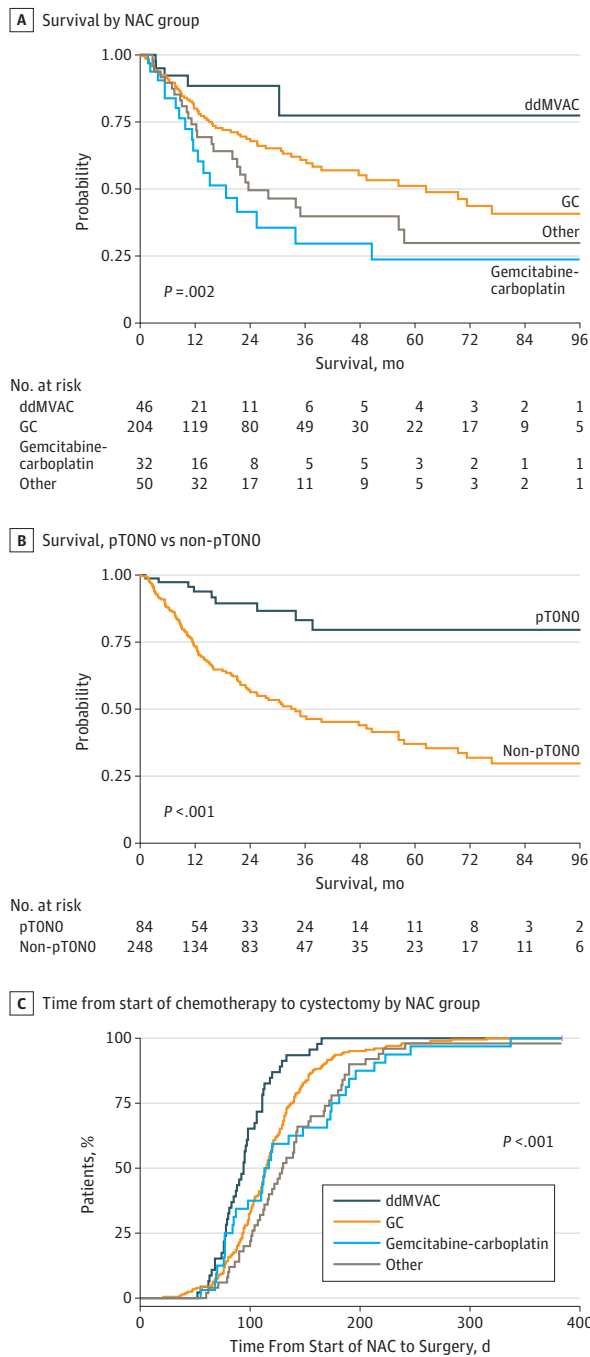 A Survival by NAC group
1.00
0.75
0.50
0.25
0
Probability
ddMVAC
GC
Other
Gemcitabine-
carboplatin
P =.002
0 12 24 36 48 60 72 84 96
Survival, mo
No. at risk
ddMVAC 46 21 11 6 5 4 3 2 1
GC 204 119 80 49 30 22 17 9 5
Gemcitabine-
carboplatin 32 16 8 5 5 3 2 1 1
Other 50 32 17 11 9 5 3 2 1
B Survival, pT0N0 vs non-pT0N0
1.00
0.75
0.50
0.25
0
Probability
pT0N0
Non-pT0N0
P <.001
0 12 24 36 48 60 72 84 96
Survival, mo
No. at risk
pT0N0 84 54 33 24 14 11 8 3 2
Non-pT0N0 248 134 83 47 35 23 17 11 6
C Time from start of chemotherapy to cystectomy by NAC group
100
75
50
25
0
Patients, %
P <.001
ddMVAC
GC
Gemcitabine-carboplatin
Other
0 100 200 300 400
Time From Start of NAC to Surgery, d